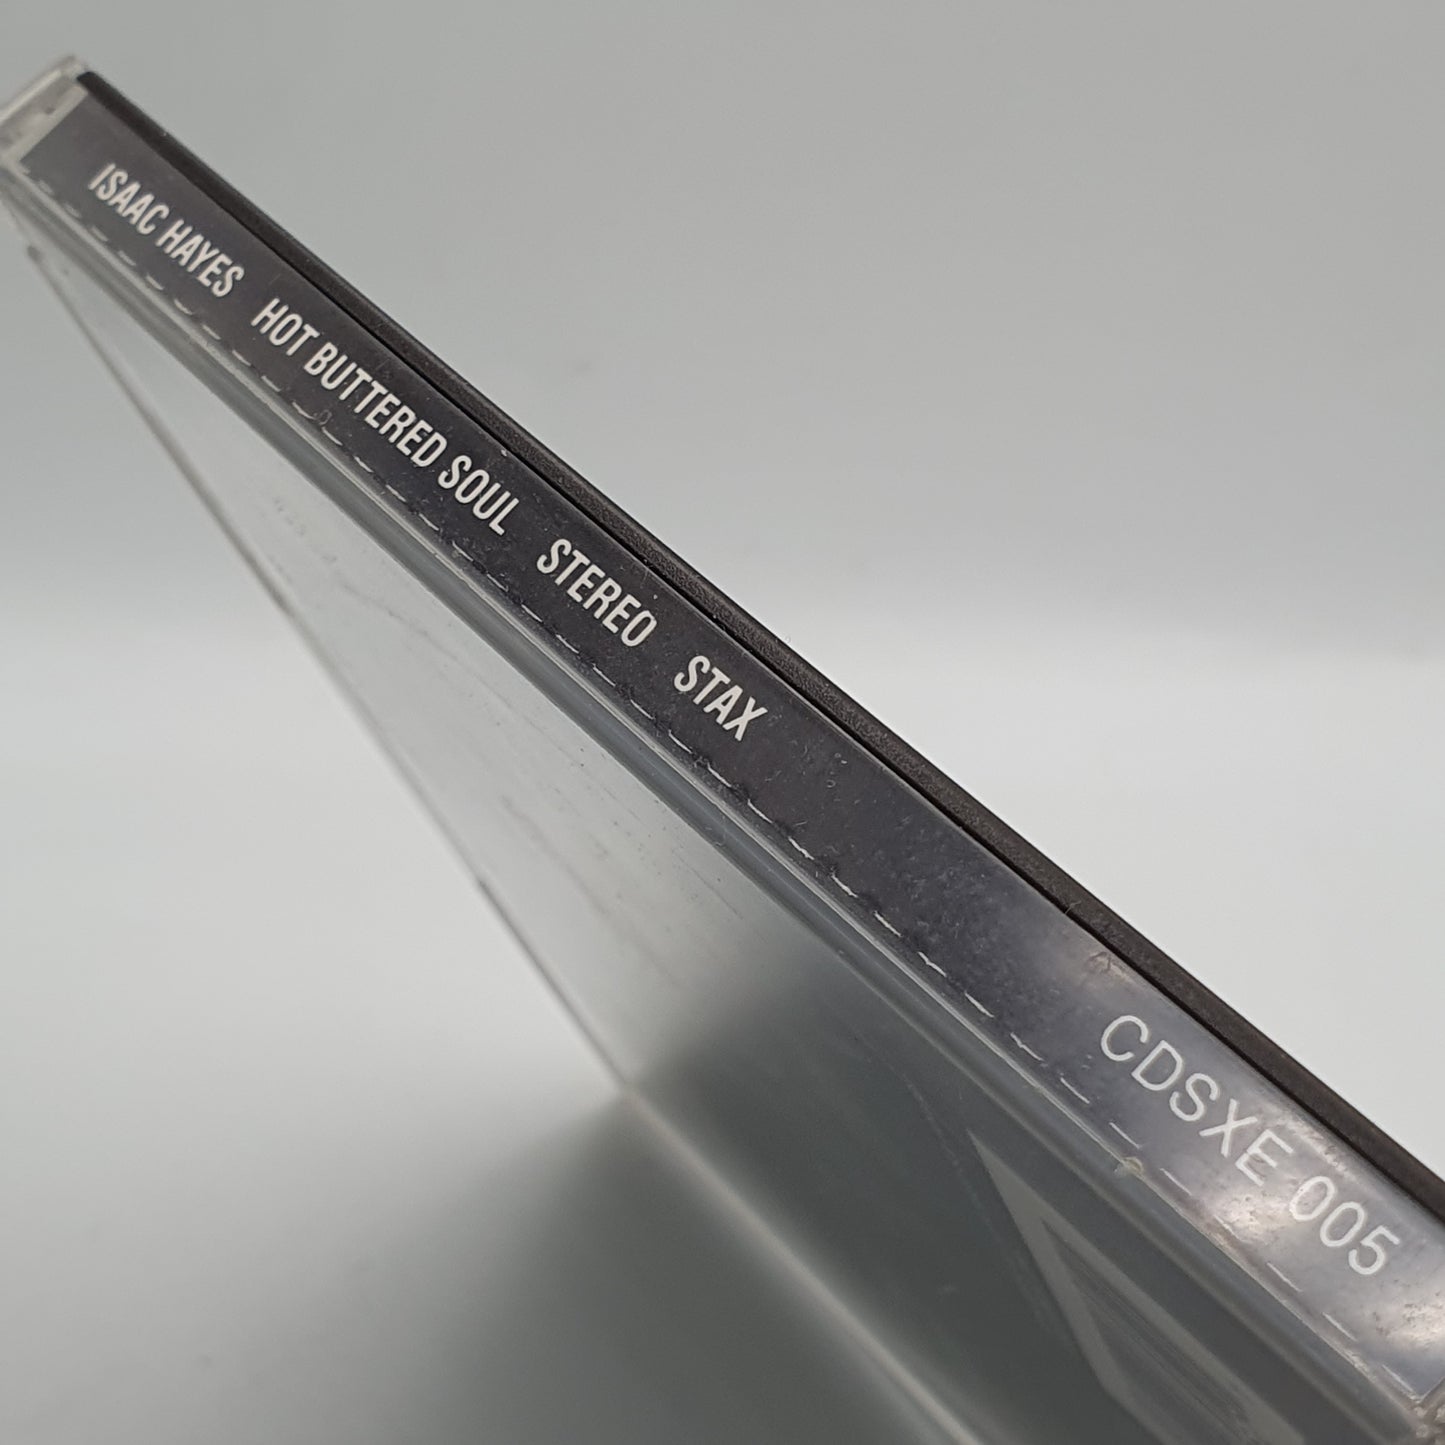 ISAAC HAYES HOT BUTTERED SOUL STEREO STAX CDSXE 005